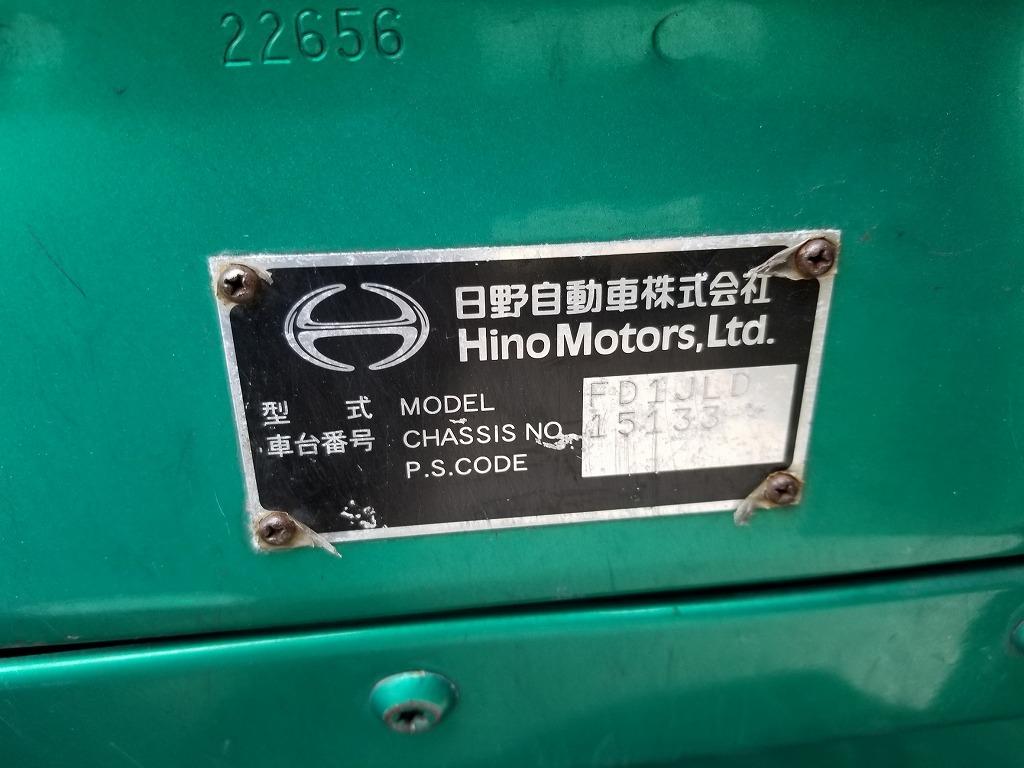 22656
日野自動車株式会社
Hino Motors, Ltd.
型 式 MODEL FD1JLD
車台番号 CHASSIS NO. 15133
P.S.CODE